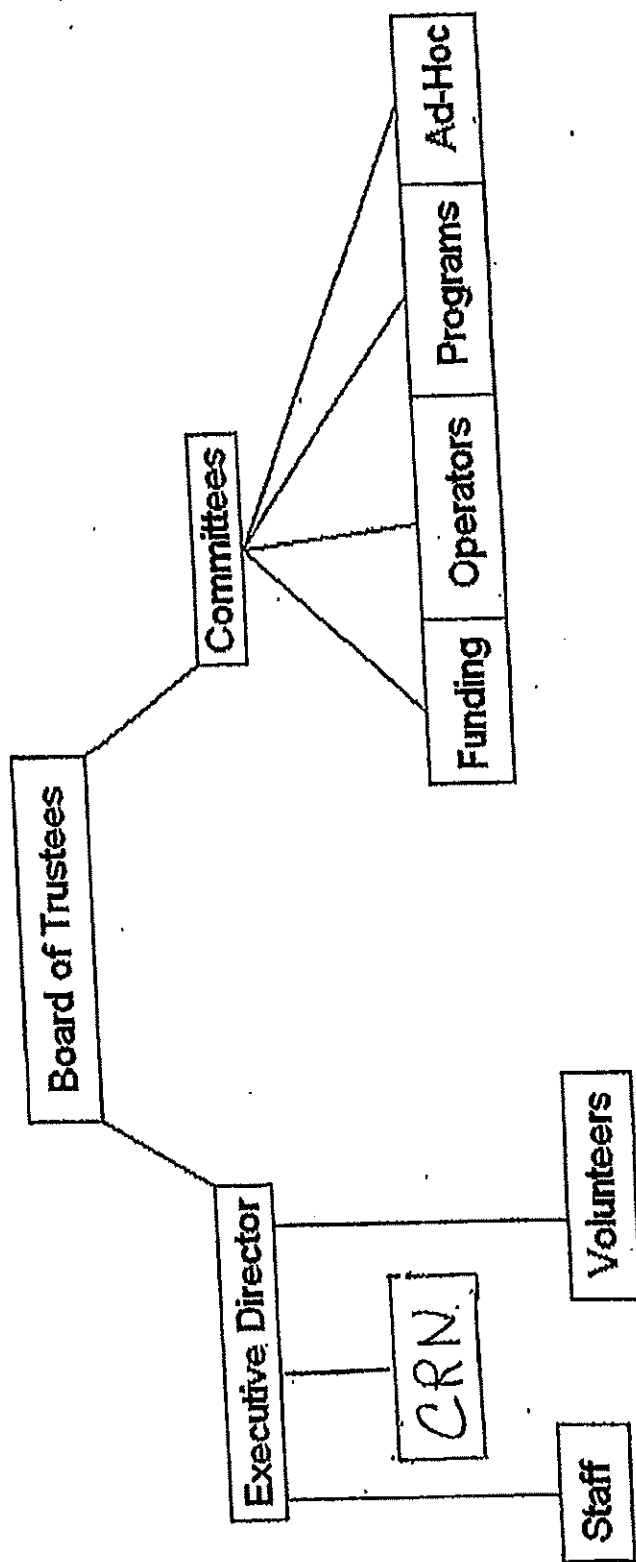 Board of Trustees
Executive Director
Committees
CRN.
Funding
Operators
Programs
Ad-Hoc
Staff
Volunteers